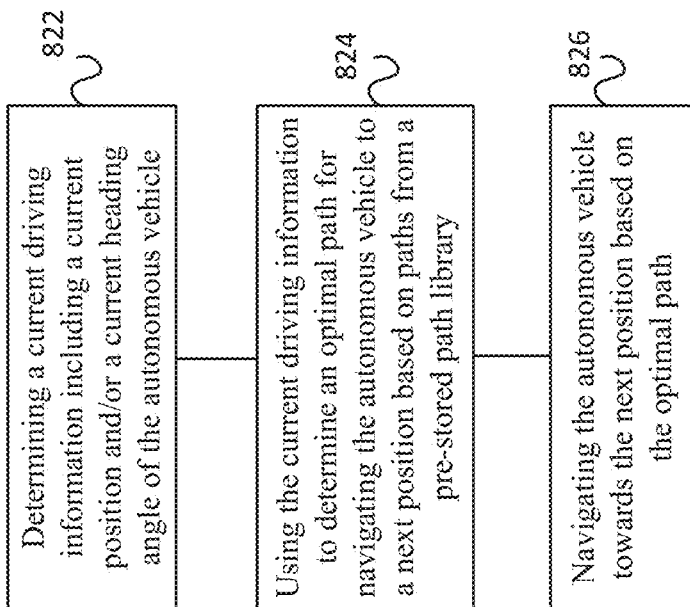 Determining a current driving
information including a current
position and/or a current heading
angle of the autonomous vehicle
822
Using the current driving information
to determine an optimal path for
navigating the autonomous vehicle to
a next position based on paths from a
pre-stored path library
824
Navigating the autonomous vehicle
towards the next position based on
the optimal path
826